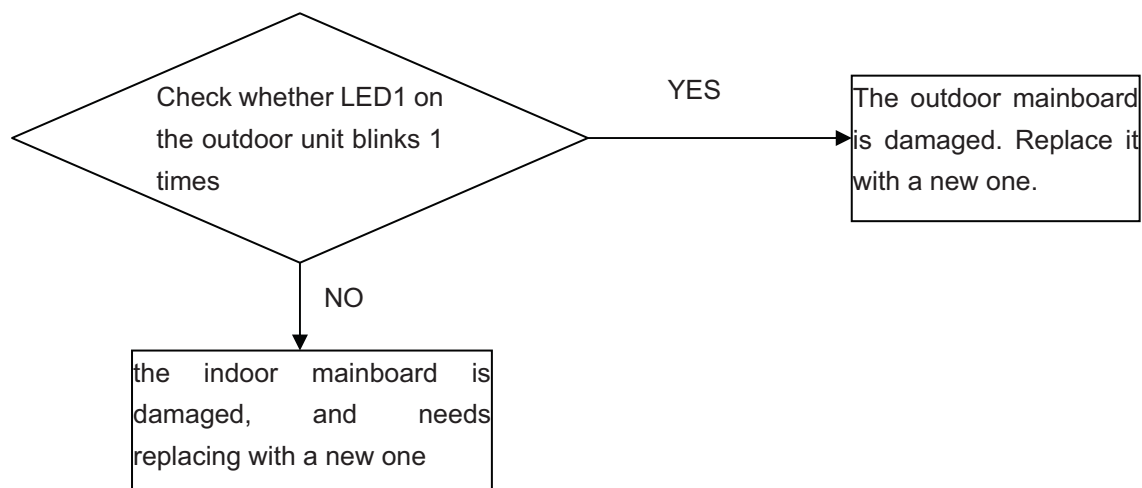 Check whether LED1 on
the outdoor unit blinks 1
times
YES
The outdoor mainboard
is damaged. Replace it
with a new one.
NO
the indoor mainboard is
damaged, and needs
replacing with a new one